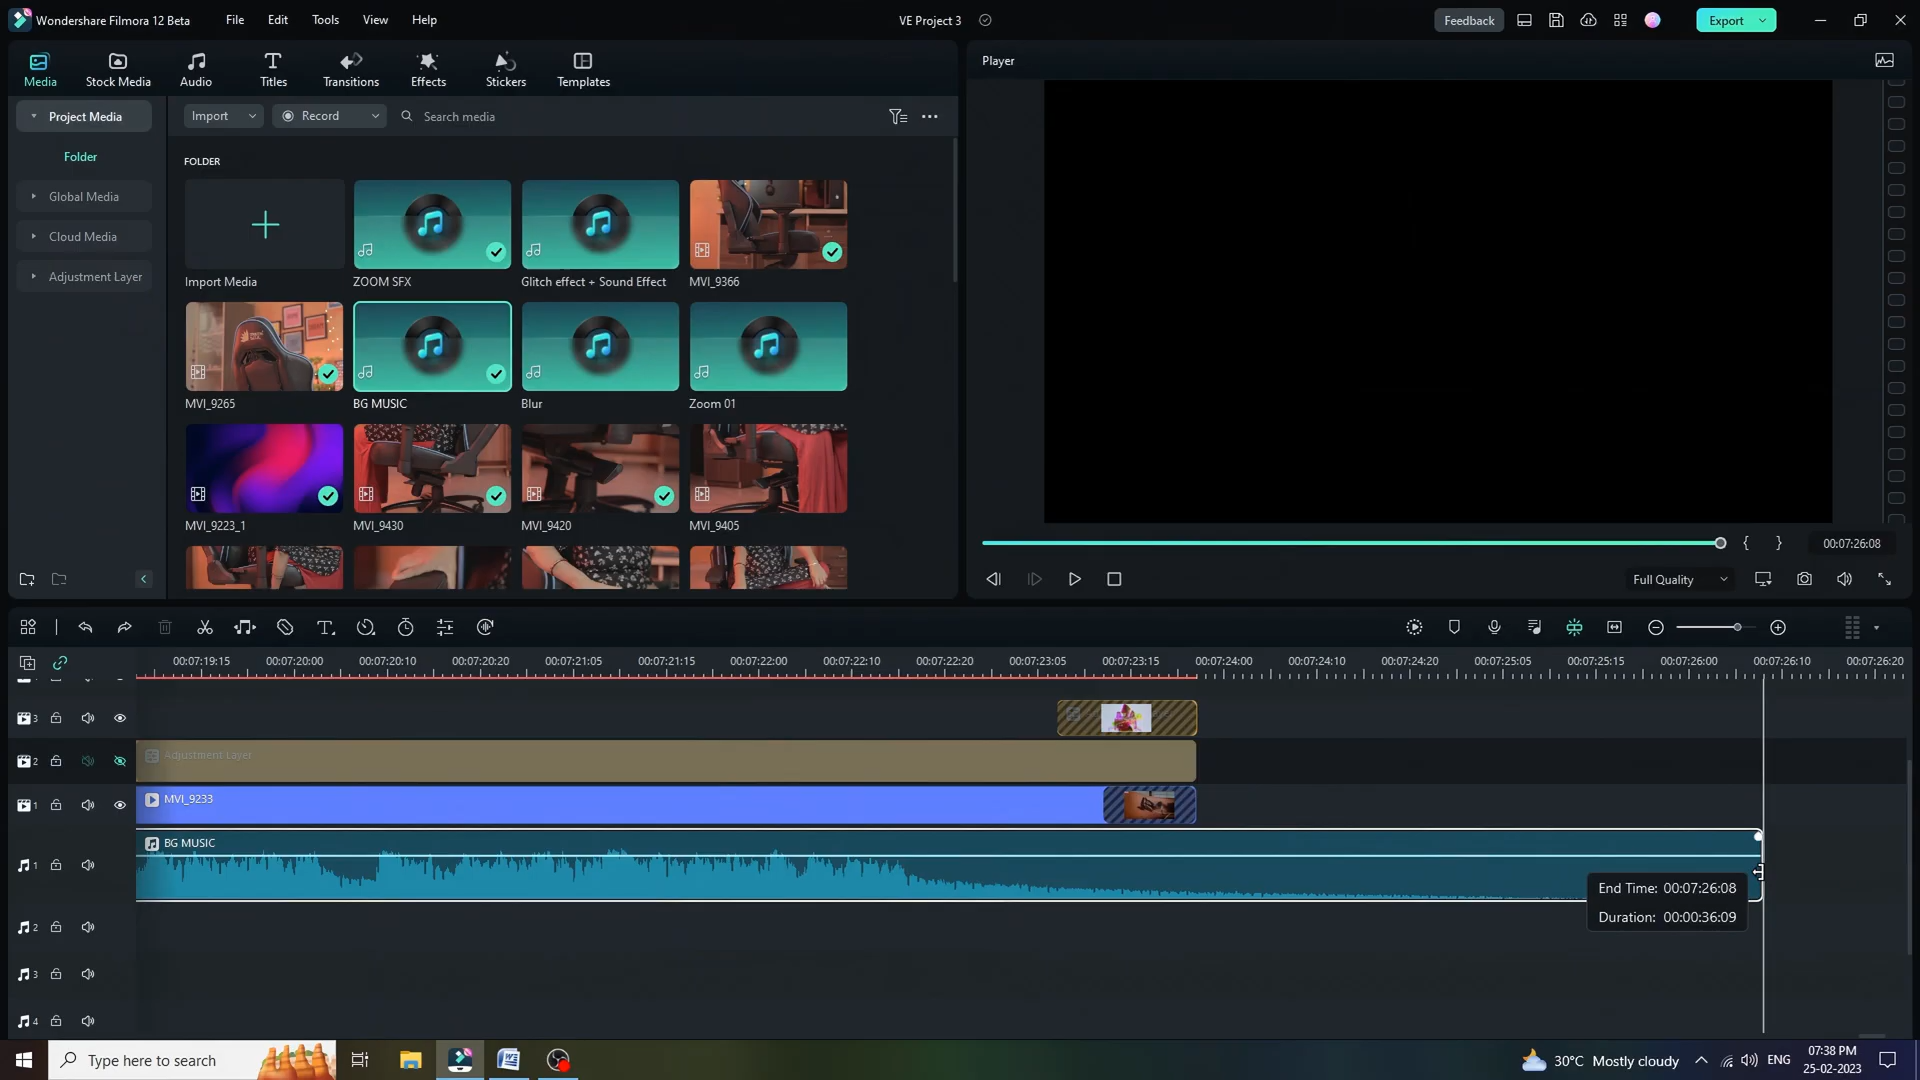 Wondershare Filmora 12 Beta File Edit Tools View Help VE Project 3 Feedback Export
Media Stock Media Audio Titles Transitions Effects Stickers Templates
Player
Project Media
Import Record Search media
Folder
FOLDER
Global Media
Cloud Media
Adjustment Layer
Import Media ZOOM SFX Glitch effect + Sound Effect MVI_9366
MVI_9265 BG MUSIC Blur Zoom 01
MVI_9223_1 MVI_9430 MVI_9420 MVI_9405
{ } 00:07:26:08
Full Quality
00:07:19:15 00:07:20:00 00:07:20:10 00:07:20:20 00:07:21:05 00:07:21:15 00:07:22:00 00:07:22:10 00:07:22:20 00:07:23:05 00:07:23:15 00:07:24:00 00:07:24:10 00:07:24:20 00:07:25:05 00:07:25:15 00:07:26:00 00:07:26:10 00:07:26:20
3
2 Adjustment Layer
1 MVI_9233
BG MUSIC
1
End Time: 00:07:26:08
Duration: 00:00:36:09
2
3
4
Type here to search 30°C Mostly cloudy ENG 07:38 PM
25-02-2023